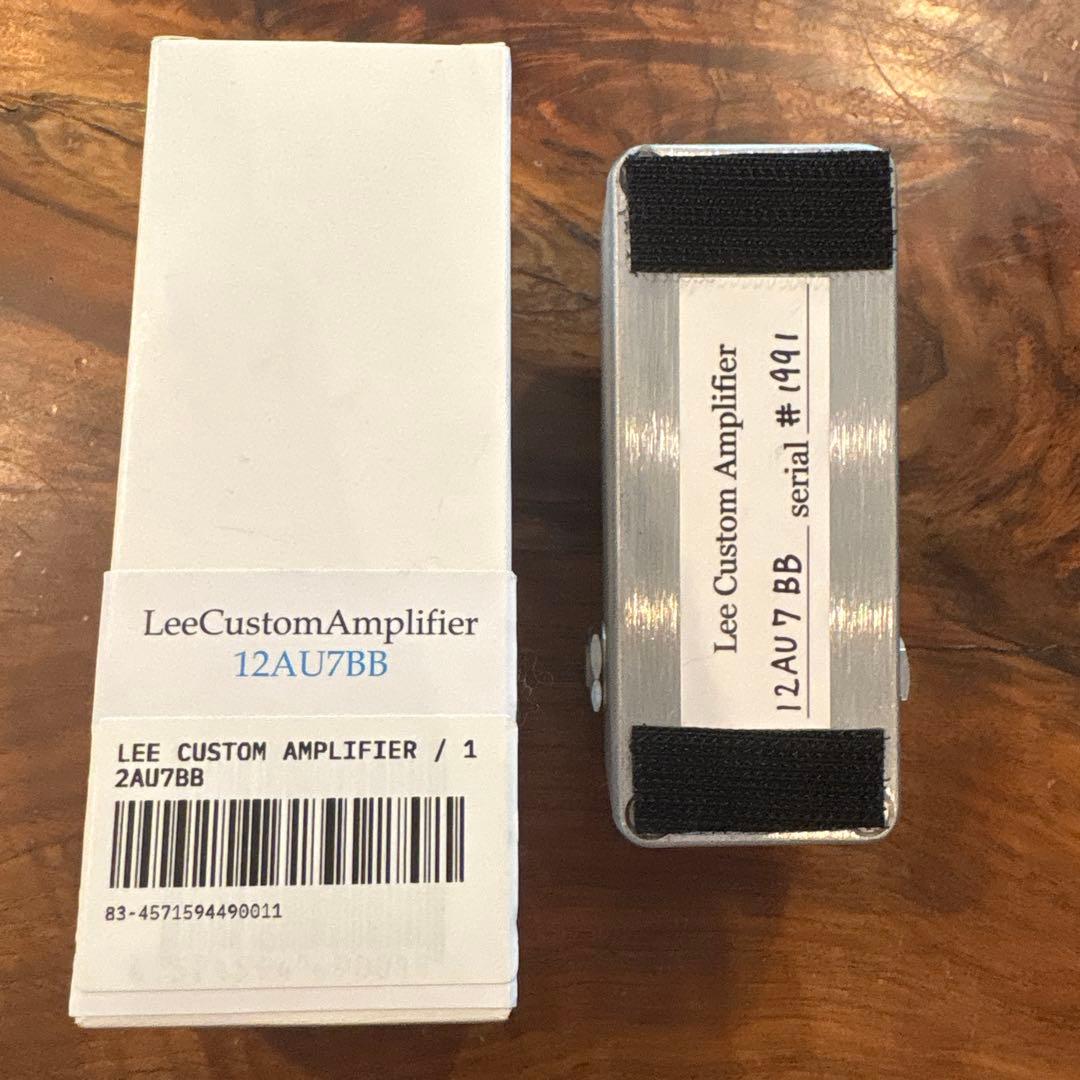 LeeCustomAmplifier
12AU7BB
LEE CUSTOM AMPLIFIER / 1
2AU7BB
83-4571594490011
Lee Custom Amplifier
12AU7BB serial #1991